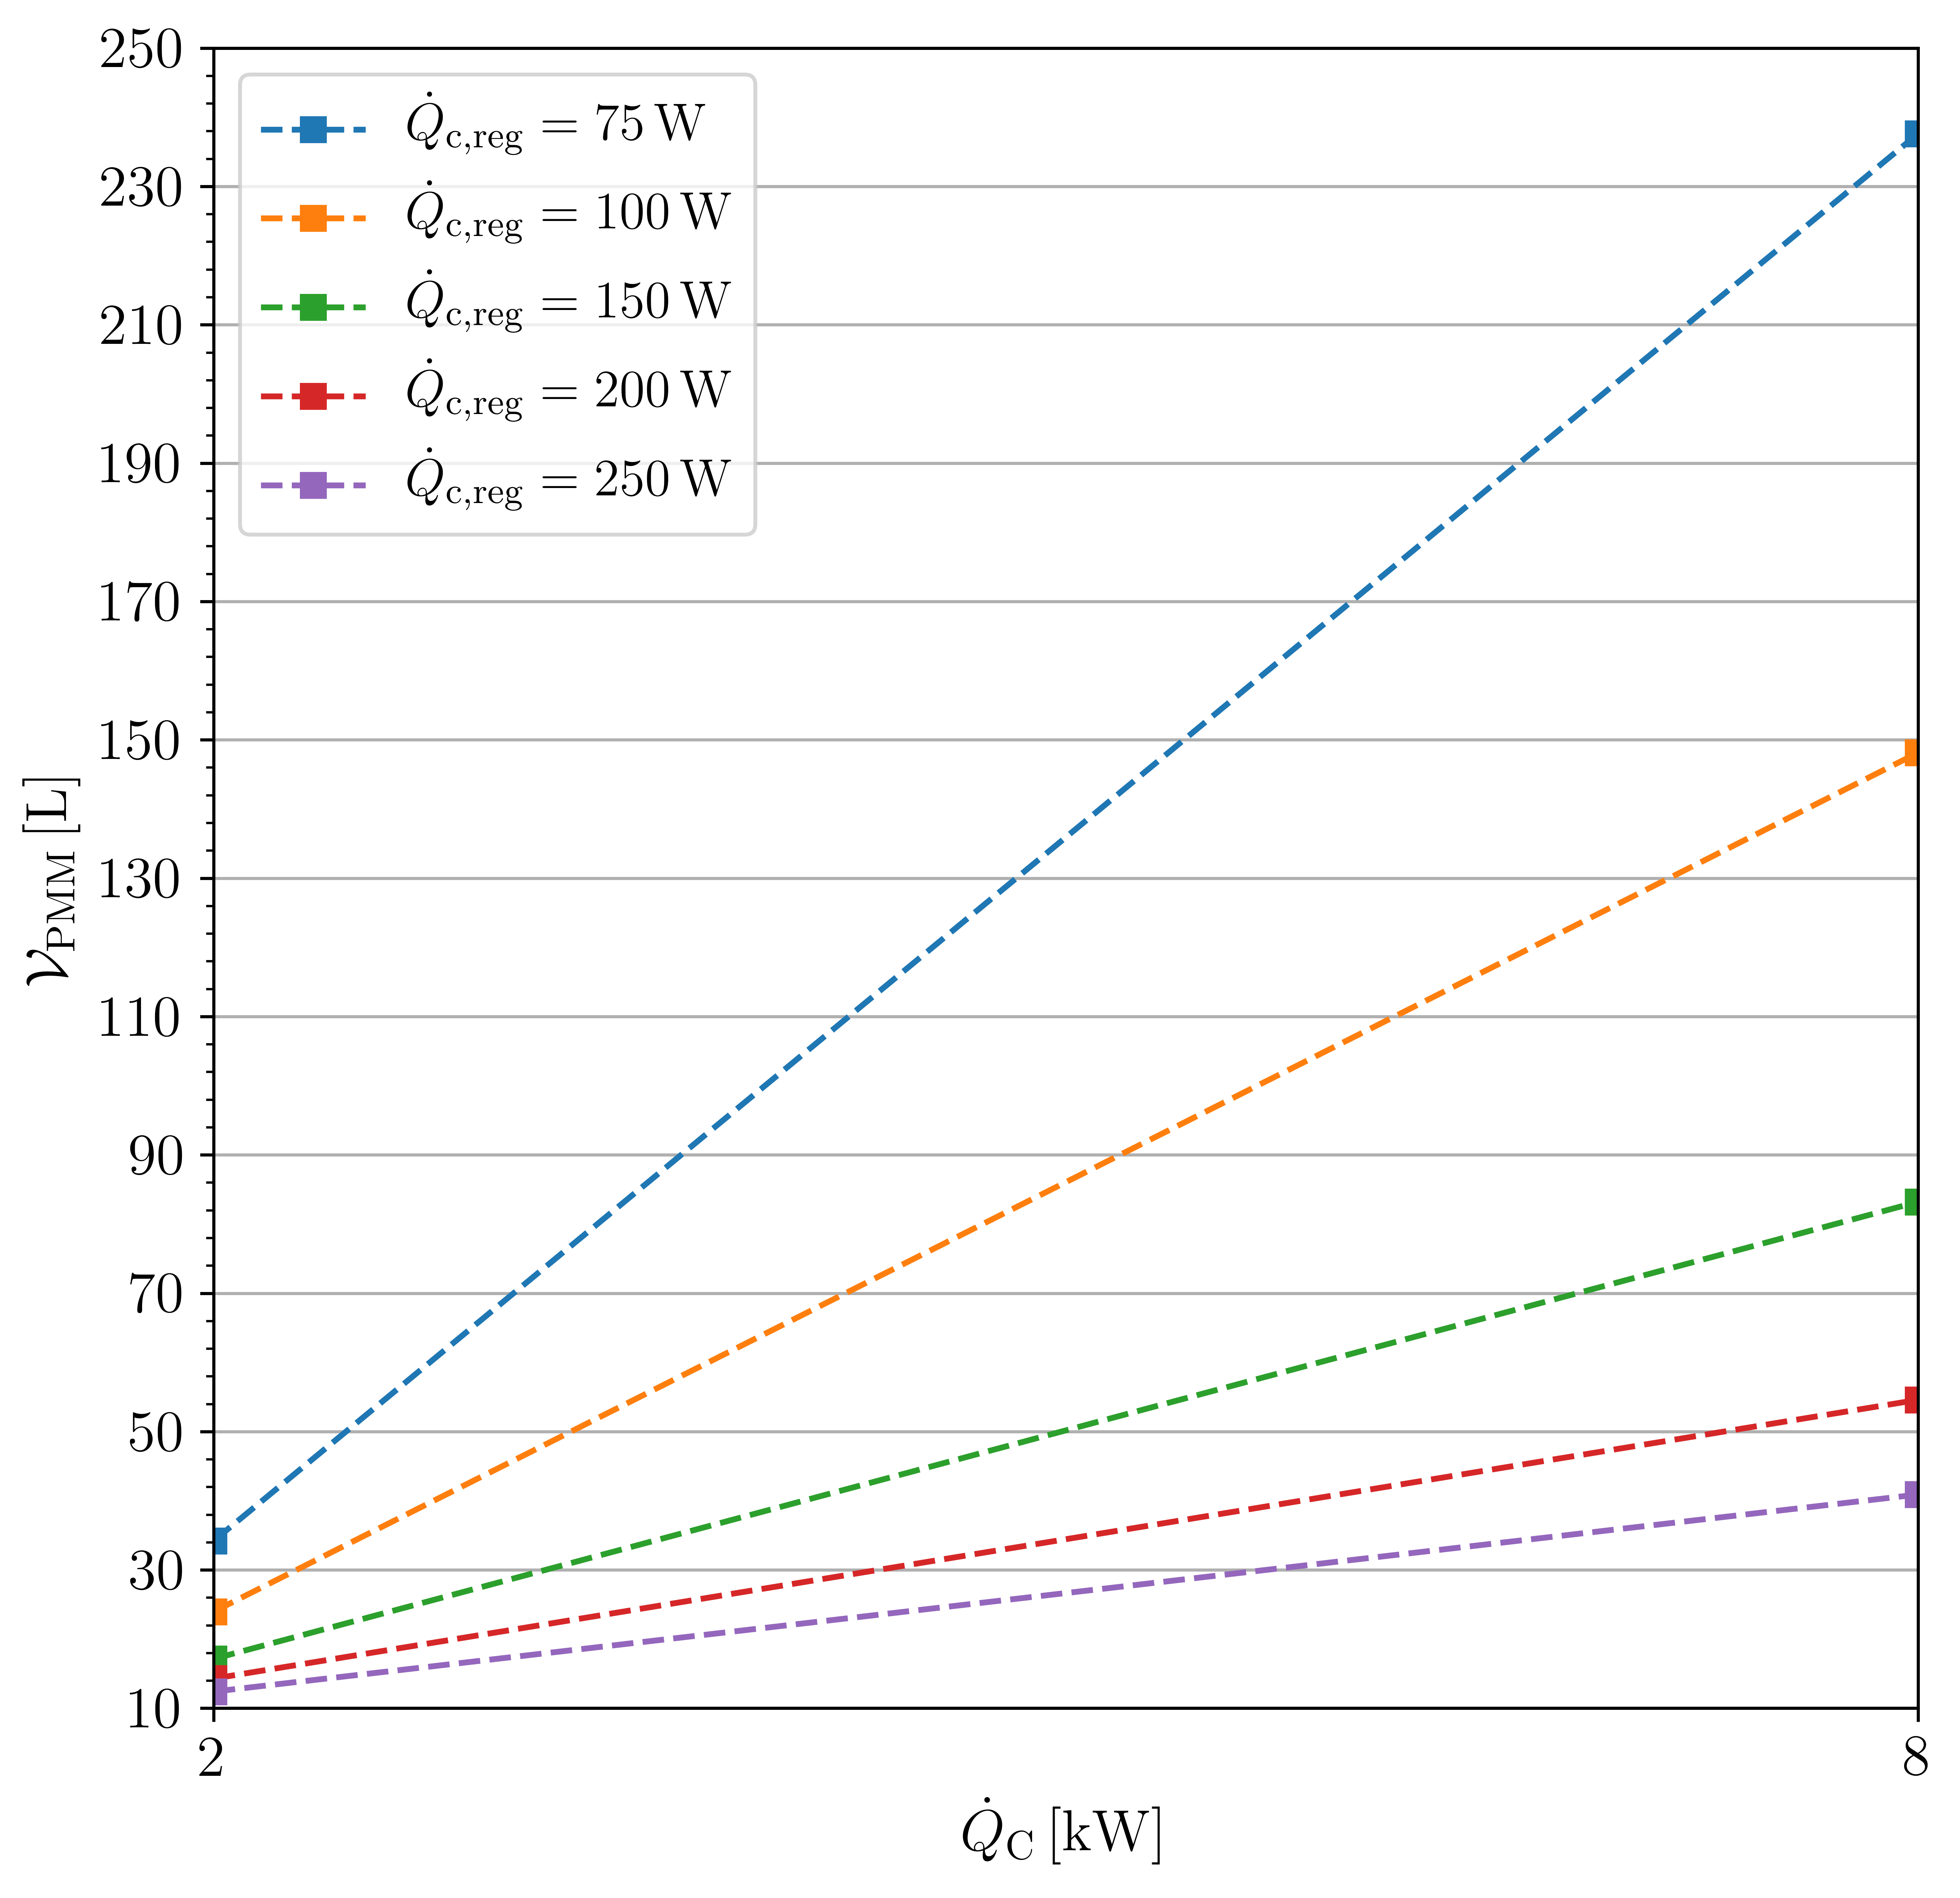 250
230
210
190
170
150
130
110
90
70
50
30
10
𝒱PMM [L]
Q̇c,reg = 75 W
Q̇c,reg = 100 W
Q̇c,reg = 150 W
Q̇c,reg = 200 W
Q̇c,reg = 250 W
2 8
Q̇C [kW]